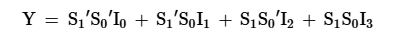 Y = S₁′S₀′I₀ + S₁′S₀I₁ + S₁S₀′I₂ + S₁S₀I₃